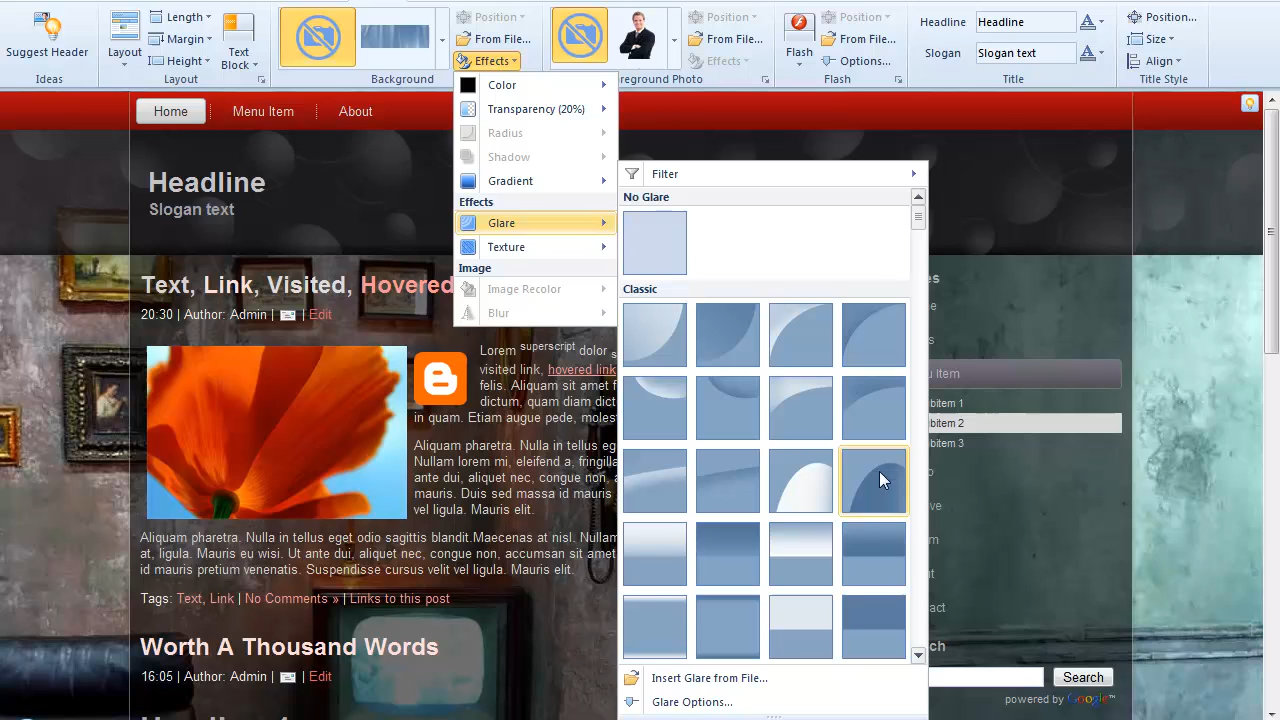 Suggest Header
Ideas
Layout
Length
Margin
Height
Text
Block
Layout
Position
From File...
Effects
Background
Position
From File...
Effects
reground Photo
Flash
Position
From File...
Options...
Flash
Headline Headline
Slogan Slogan text
Title
Position...
Size
Align
Title Style
Home Menu Item About
Headline
Slogan text
Color
Transparency (20%)
Radius
Shadow
Gradient
Effects
Glare
Texture
Image
Image Recolor
Blur
Filter
No Glare
Classic
Insert Glare from File...
Glare Options...
Text, Link, Visited, Hovered
20:30 | Author: Admin | | Edit
Lorem superscript dolor s
visited link, hovered link
felis. Aliquam sit amet f
dictum, quam diam dict
in quam. Etiam augue pede, molest
Aliquam pharetra. Nulla in tellus eg
Nullam lorem mi, eleifend a, fringilla
ante dui, aliquet nec, congue non,
mauris. Duis sed massa id mauris
vel ligula. Mauris elit.
Aliquam pharetra. Nulla in tellus eget odio sagittis blandit.Maecenas at nisl. Nullam
at, ligula. Mauris eu wisi. Ut ante dui, aliquet nec, congue non, accumsan sit amet
id mauris pretium venenatis. Suspendisse cursus velit vel ligula. Mauris elit.
Tags: Text, Link | No Comments » | Links to this post
Worth A Thousand Words
16:05 | Author: Admin | | Edit
es
e
s
u Item
bitem 1
bitem 2
bitem 3
o
ve
m
t
act
ch
Search
powered by Google™